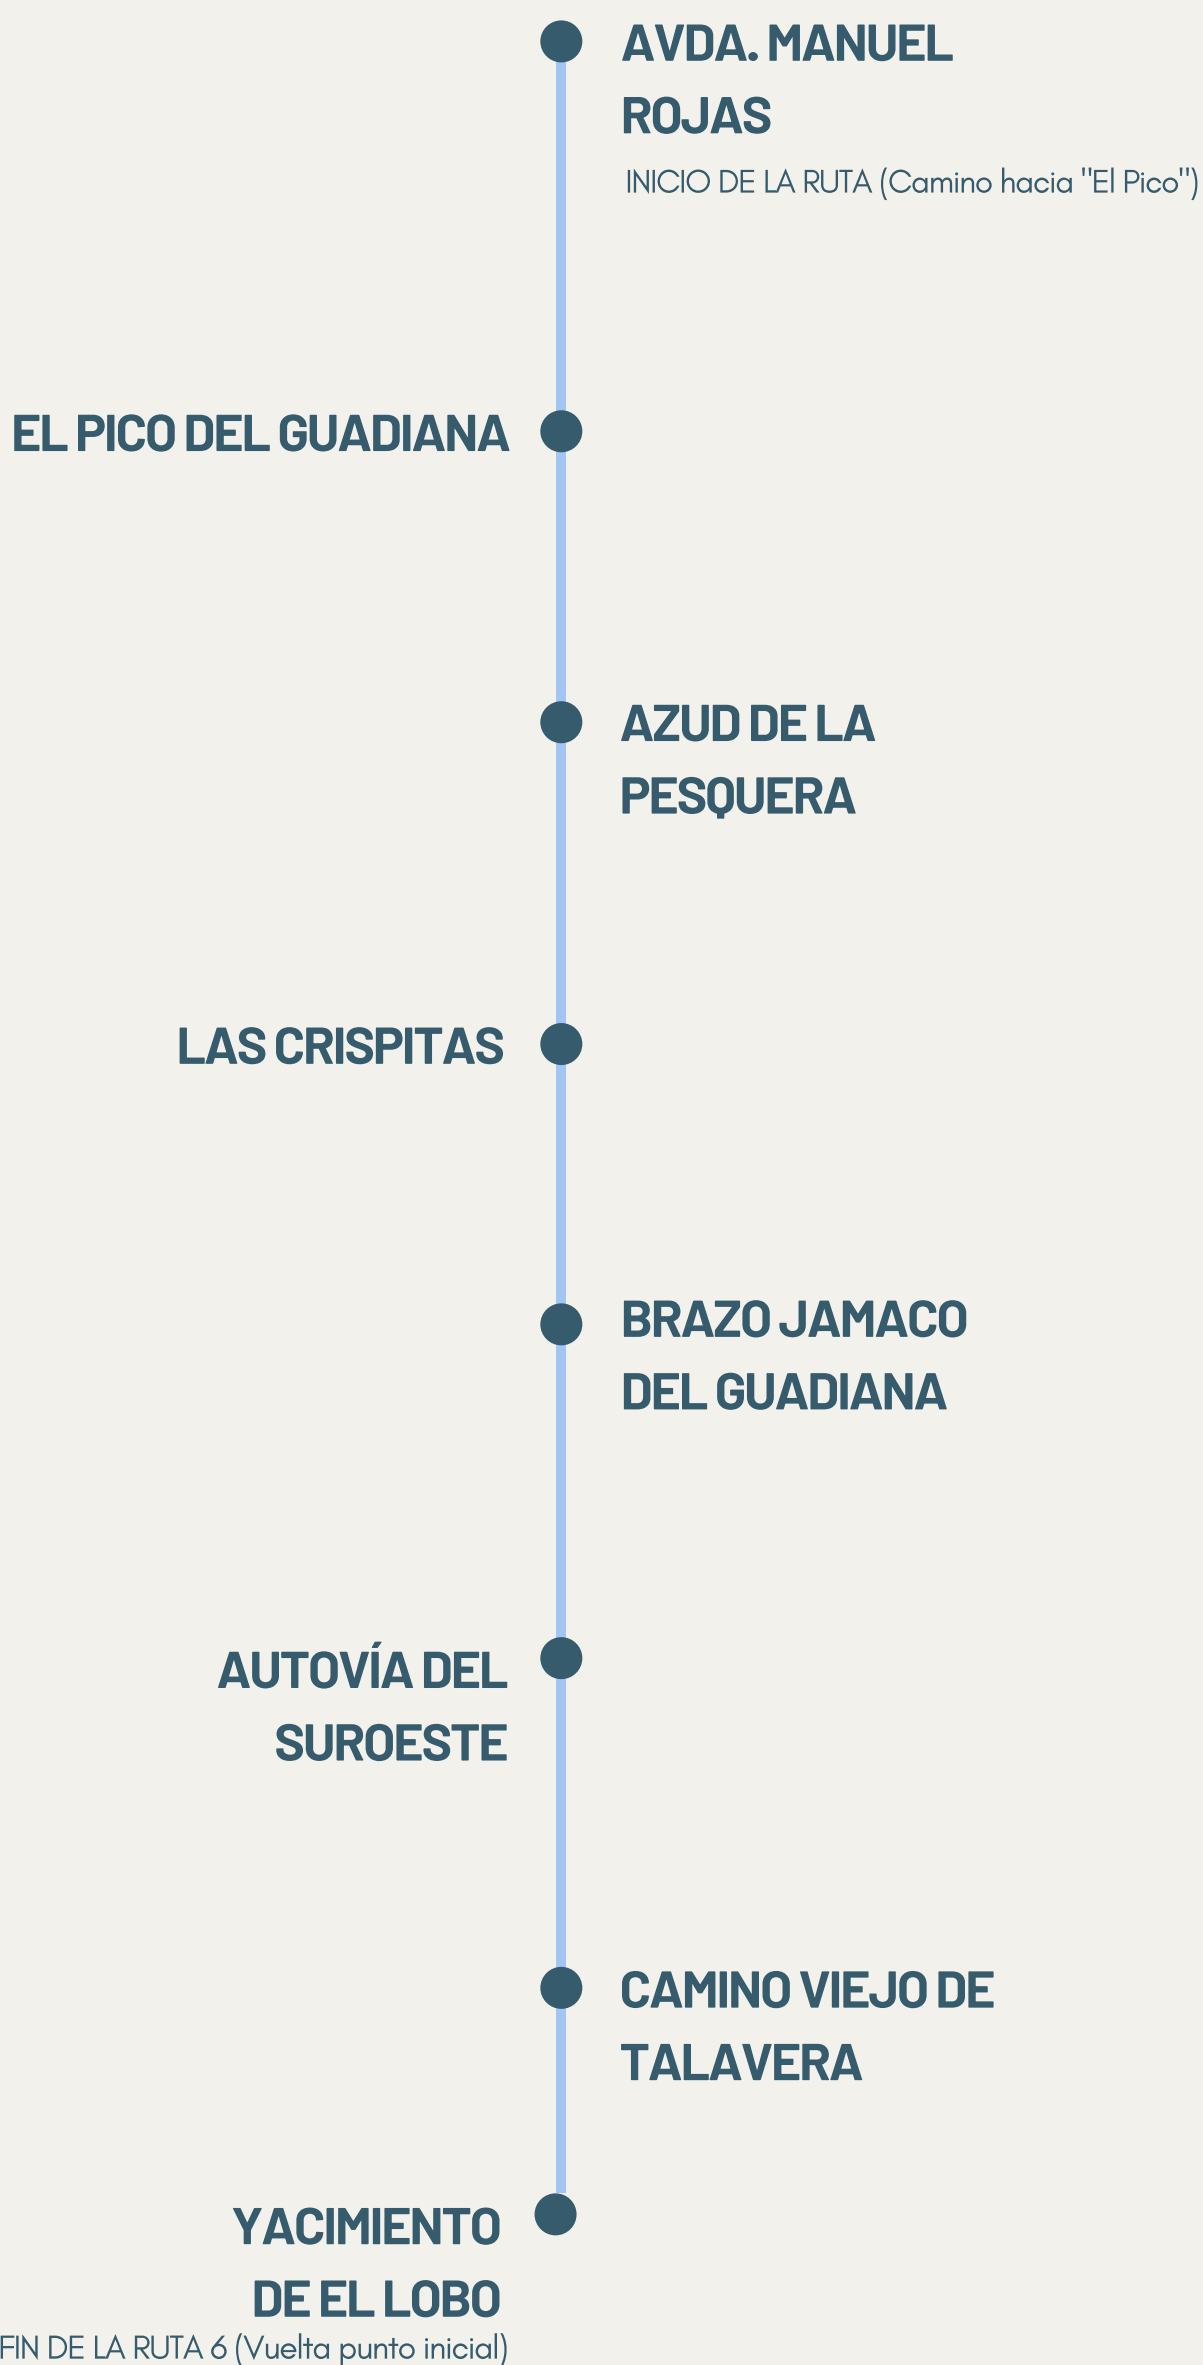 AVDA. MANUEL
ROJAS
INICIO DE LA RUTA (Camino hacia "El Pico")
EL PICO DEL GUADIANA
AZUD DE LA
PESQUERA
LAS CRISPITAS
BRAZO JAMACO
DEL GUADIANA
AUTOVÍA DEL
SUROESTE
CAMINO VIEJO DE
TALAVERA
YACIMIENTO
DE EL LOBO
FIN DE LA RUTA 6 (Vuelta punto inicial)